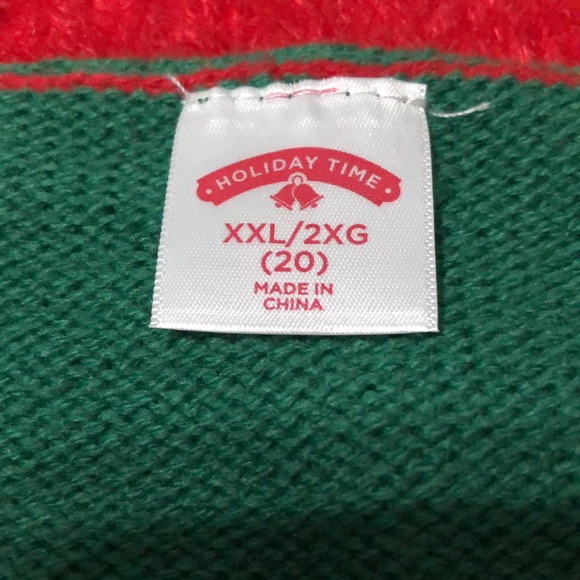 HOLIDAY TIME
XXL/2XG
(20)
MADE IN
CHINA